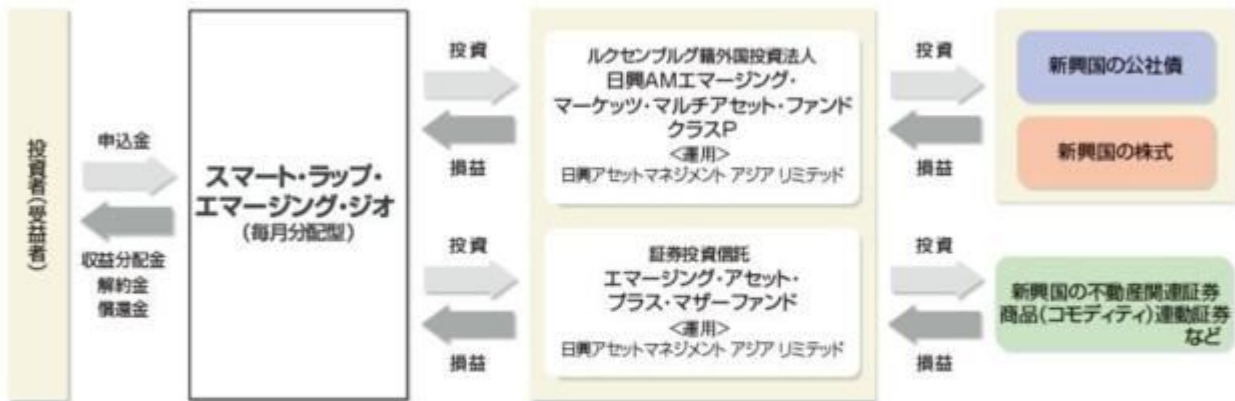 投資者(受益者)
申込金
収益分配金
解約金
償還金
スマート・ラップ・
エマージング・ジオ
(毎月分配型)
投資
損益
投資
損益
ルクセンブルグ籍外国投資法人
日興AMエマージング・
マーケッツ・マルチアセット・ファンド
クラスP
<運用>
日興アセットマネジメント アジア リミテッド
証券投資信託
エマージング・アセット・
プラス・マザーファンド
<運用>
日興アセットマネジメント アジア リミテッド
投資
損益
投資
損益
新興国の公社債
新興国の株式
新興国の不動産関連証券
商品(コモディティ)連動証券
など